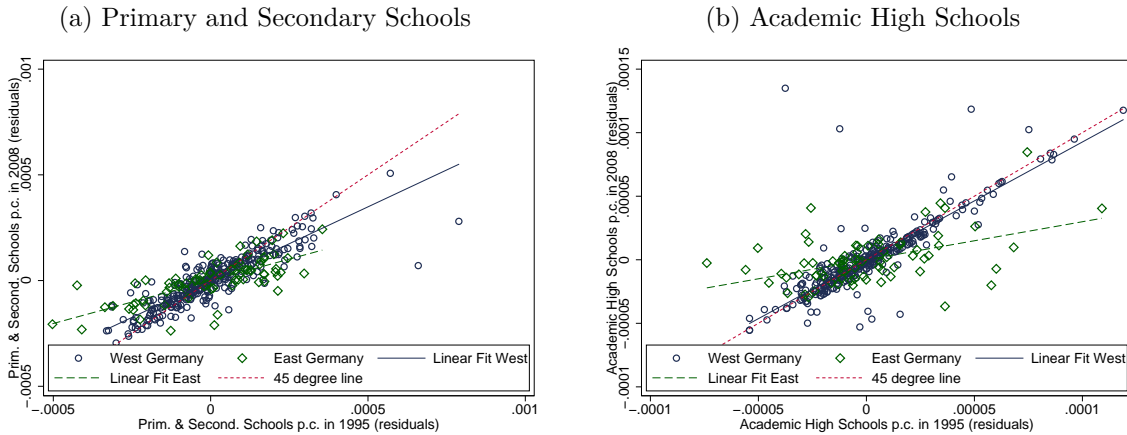 (a) Primary and Secondary Schools
Prim. & Second. Schools p.c. in 2008 (residuals)
.001
.0005
0
-.0005
West Germany
East Germany
Linear Fit West
Linear Fit East
45 degree line
-.0005
0
.0005
.001
Prim. & Second. Schools p.c. in 1995 (residuals)
(b) Academic High Schools
Academic High Schools p.c. in 2008 (residuals)
.00015
.0001
.00005
0
-.00005
-.0001
West Germany
East Germany
Linear Fit West
Linear Fit East
45 degree line
-.0001
-.00005
0
.00005
.0001
Academic High Schools p.c. in 1995 (residuals)